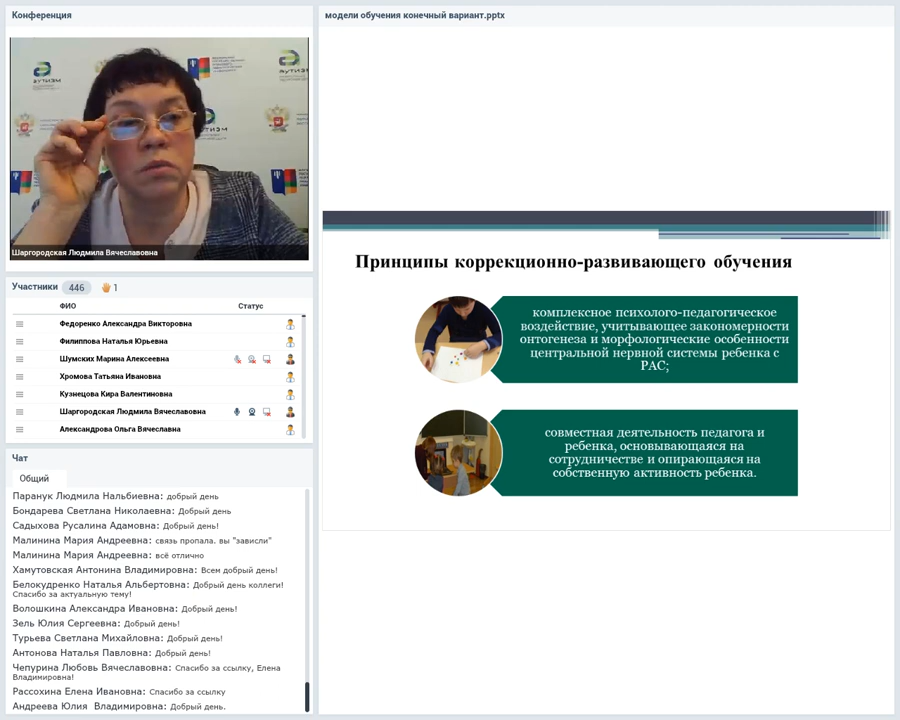 Конференция
аутизм
аутизм
аутизм
Шаргородская Людмила Вячеславовна
Участники 446 1
ФИО Статус
Федоренко Александра Викторовна
Филиппова Наталья Юрьевна
Шумских Марина Алексеевна
Хромова Татьяна Ивановна
Кузнецова Кира Валентиновна
Шаргородская Людмила Вячеславовна
Александрова Ольга Вячеславна
Чат
Общий
Паранук Людмила Нальбиевна: добрый день
Бондарева Светлана Николаевна: Добрый день
Садыхова Русалина Адамовна: Добрый день!
Малинина Мария Андреевна: связь пропала. вы "зависли"
Малинина Мария Андреевна: всё отлично
Хамутовская Антонина Владимировна: Всем добрый день!
Белокудренко Наталья Альбертовна: Добрый день коллеги!
Спасибо за актуальную тему!
Волошкина Александра Ивановна: Добрый день!
Зель Юлия Сергеевна: Добрый день!
Турьева Светлана Михайловна: Добрый день!
Антонова Наталья Павловна: Добрый день!
Чепурина Любовь Вячеславовна: Спасибо за ссылку, Елена
Владимировна!
Рассохина Елена Ивановна: Спасибо за ссылку
Андреева Юлия Владимировна: Добрый день.
модели обучения конечный вариант.pptx
Принципы коррекционно-развивающего обучения
комплексное психолого-педагогическое
воздействие, учитывающее закономерности
онтогенеза и морфологические особенности
центральной нервной системы ребенка с
РАС;
совместная деятельность педагога и
ребенка, основывающаяся на
сотрудничестве и опирающаяся на
собственную активность ребенка.